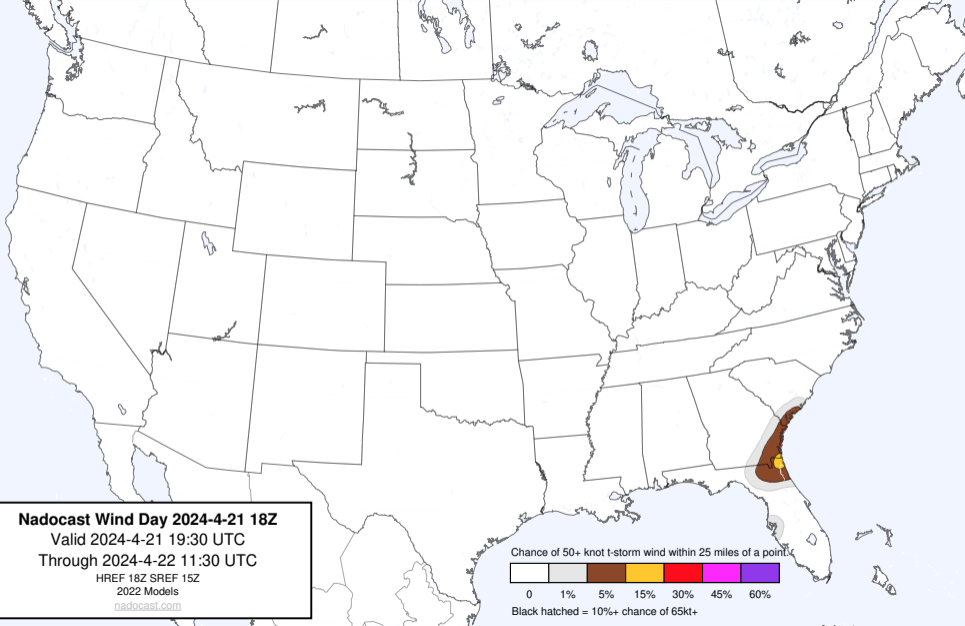 Nadocast Wind Day 2024-4-21 18Z
Valid 2024-4-21 19:30 UTC
Through 2024-4-22 11:30 UTC
HREF 18Z SREF 15Z
2022 Models
nadocast.com
Chance of 50+ knot t-storm wind within 25 miles of a point.
0 1% 5% 15% 30% 45% 60%
Black hatched = 10%+ chance of 65kt+